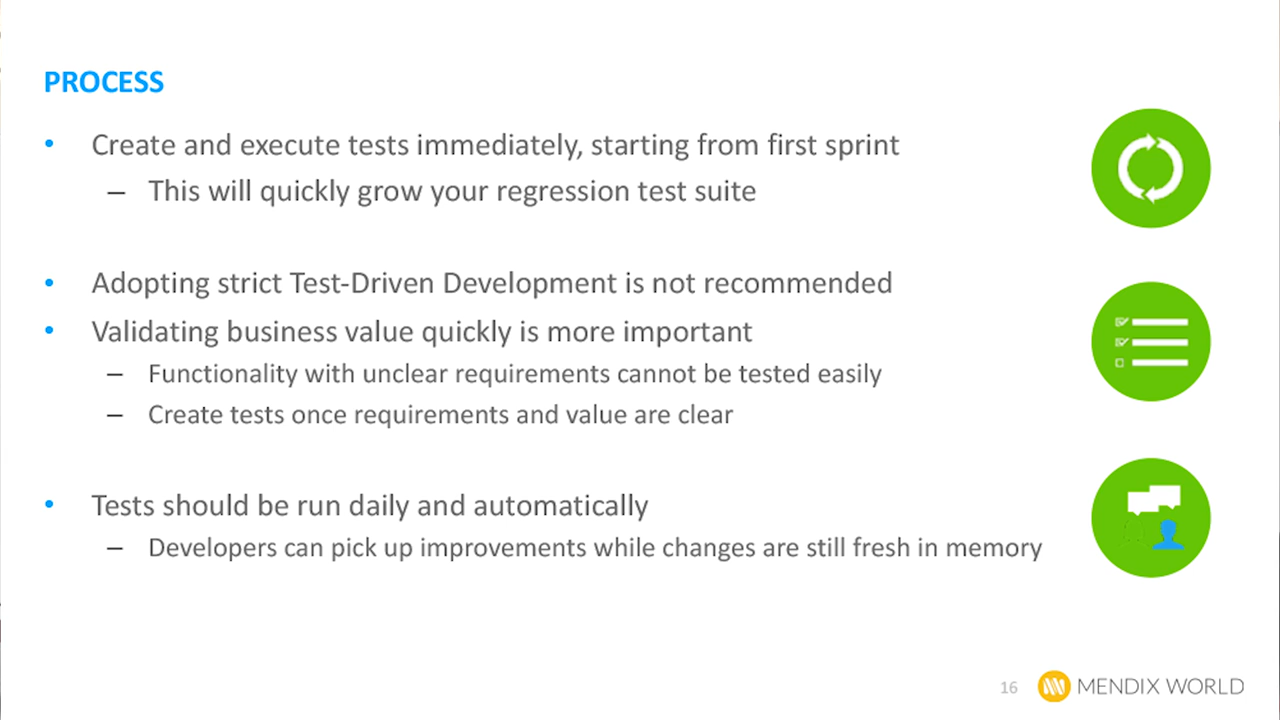 PROCESS
• Create and execute tests immediately, starting from first sprint
– This will quickly grow your regression test suite
• Adopting strict Test-Driven Development is not recommended
• Validating business value quickly is more important
– Functionality with unclear requirements cannot be tested easily
– Create tests once requirements and value are clear
• Tests should be run daily and automatically
– Developers can pick up improvements while changes are still fresh in memory
16 MENDIX WORLD